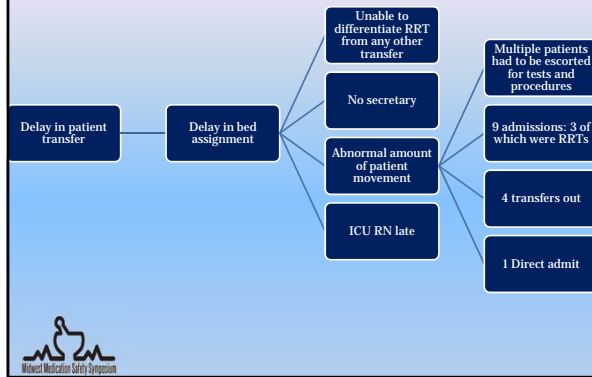 Delay in patient
transfer
Delay in bed
assignment
Unable to
differentiate RRT
from any other
transfer
No secretary
Abnormal amount
of patient
movement
ICU RN late
Multiple patients
had to be escorted
for tests and
procedures
9 admissions: 3 of
which were RRTs
4 transfers out
1 Direct admit
Midwest Medication Safety Symposium